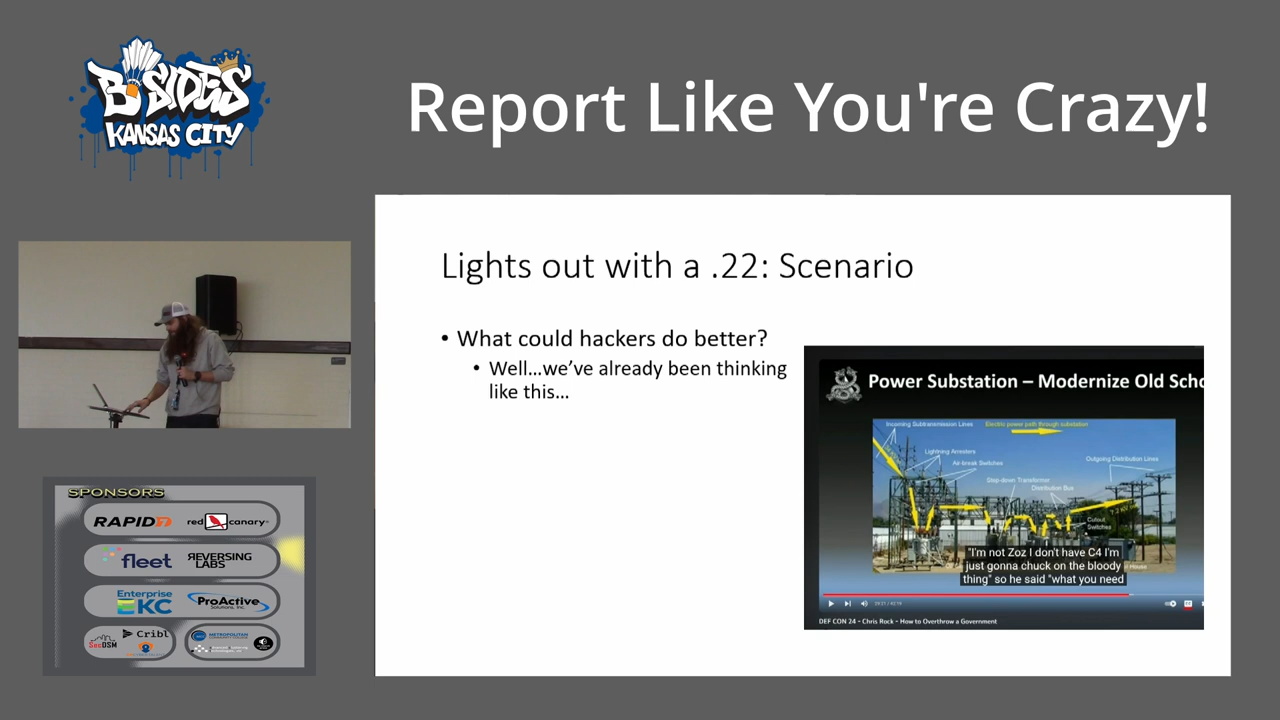 B-SIDES
KANSAS CITY
Report Like You're Crazy!
Lights out with a .22: Scenario
• What could hackers do better?
• Well...we've already been thinking
like this...
Power Substation – Modernize Old Scho
Incoming Subtransmission Lines
Electric power path through substation
Lightning Arresters
Air-break Switches
Outgoing Distribution Lines
Step-down Transformer
Distribution Bus
Cutout
Switches
"I'm not Zoz I don't have C4 I'm
just gonna chuck on the bloody
thing" so he said "what you need
DEF CON 24 - Chris Rock - How to Overthrow a Government
SPONSORS
RAPID7
red canary
fleet
REVERSING
LABS
Enterprise
KC
ProActive
Solutions, Inc.
SecDSM
Cribl
METROPOLITAN